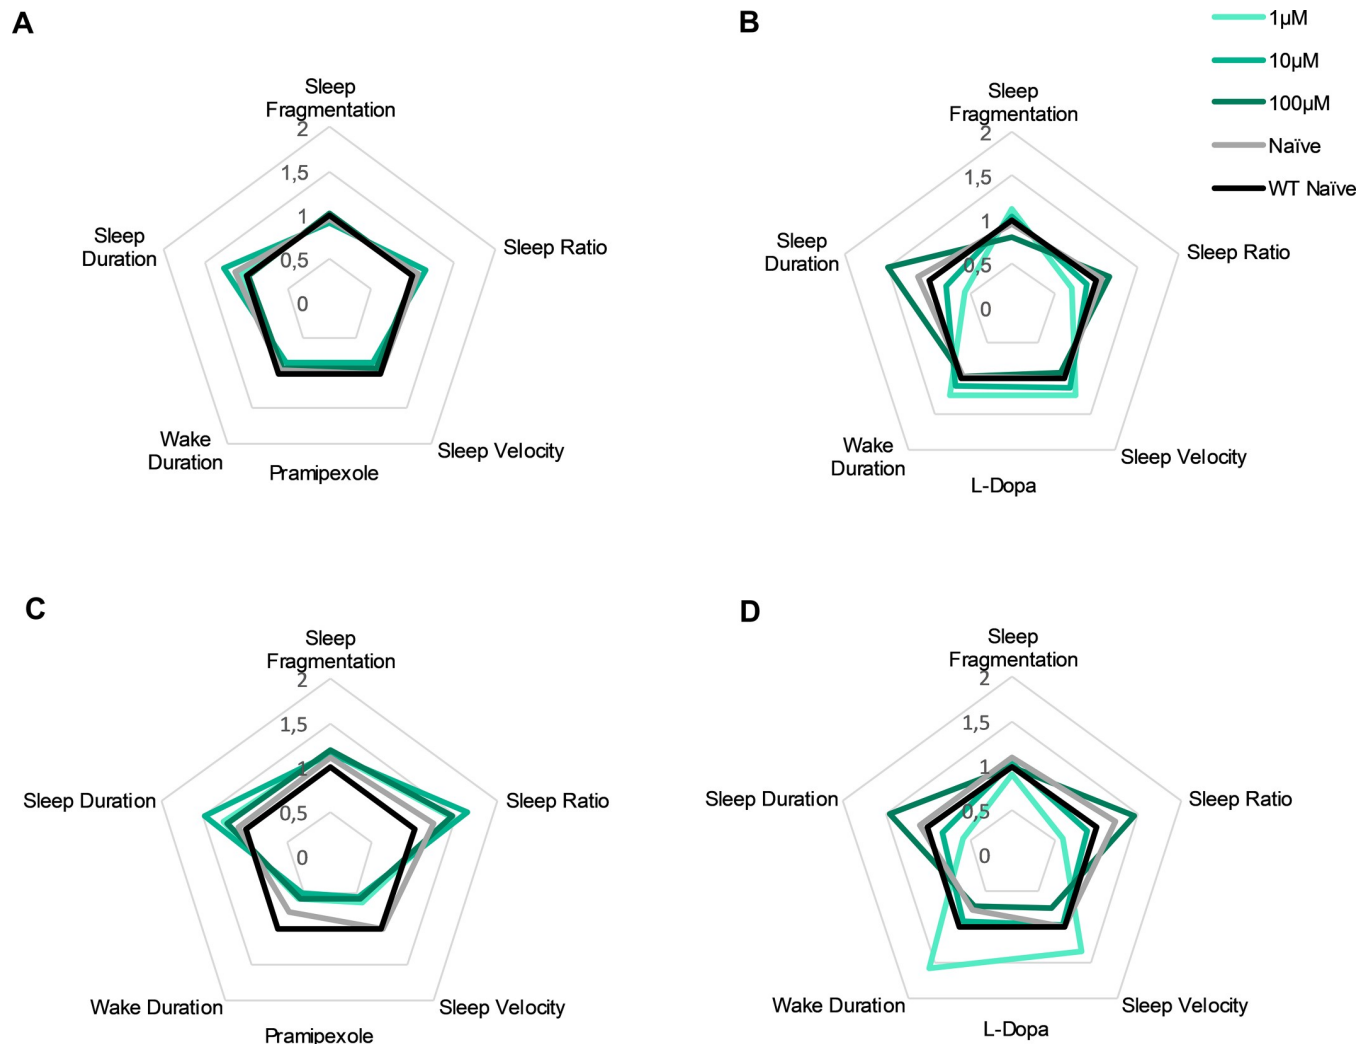 A
Sleep
Fragmentation
2
1,5
1
0,5
0
Sleep
Duration
Sleep Ratio
Wake
Duration
Sleep Velocity
Pramipexole
B
Sleep
Fragmentation
2
1,5
1
0,5
0
Sleep
Duration
Sleep Ratio
Wake
Duration
Sleep Velocity
L-Dopa
1µM
10µM
100µM
Naïve
WT Naïve
C
Sleep
Fragmentation
2
1,5
1
0,5
0
Sleep Duration
Sleep Ratio
Wake Duration
Sleep Velocity
Pramipexole
D
Sleep
Fragmentation
2
1,5
1
0,5
0
Sleep Duration
Sleep Ratio
Wake Duration
Sleep Velocity
L-Dopa